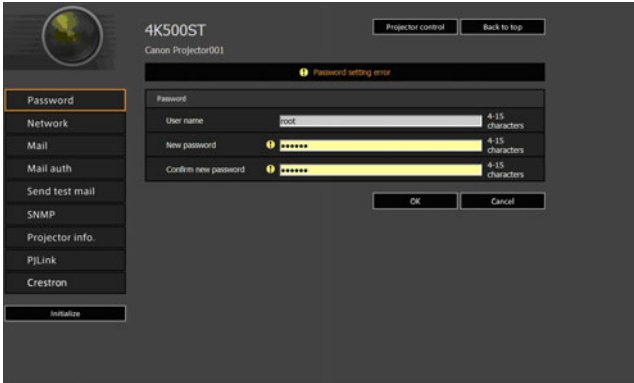 4K500ST
Projector control
Back to top
Canon Projector001
Password setting error
Password
Network
Mail
Mail auth
Send test mail
SNMP
Projector info.
PJLink
Crestron
Initialize
Password
User name root 4-15 characters
New password •••••• 4-15 characters
Confirm new password •••••• 4-15 characters
OK
Cancel